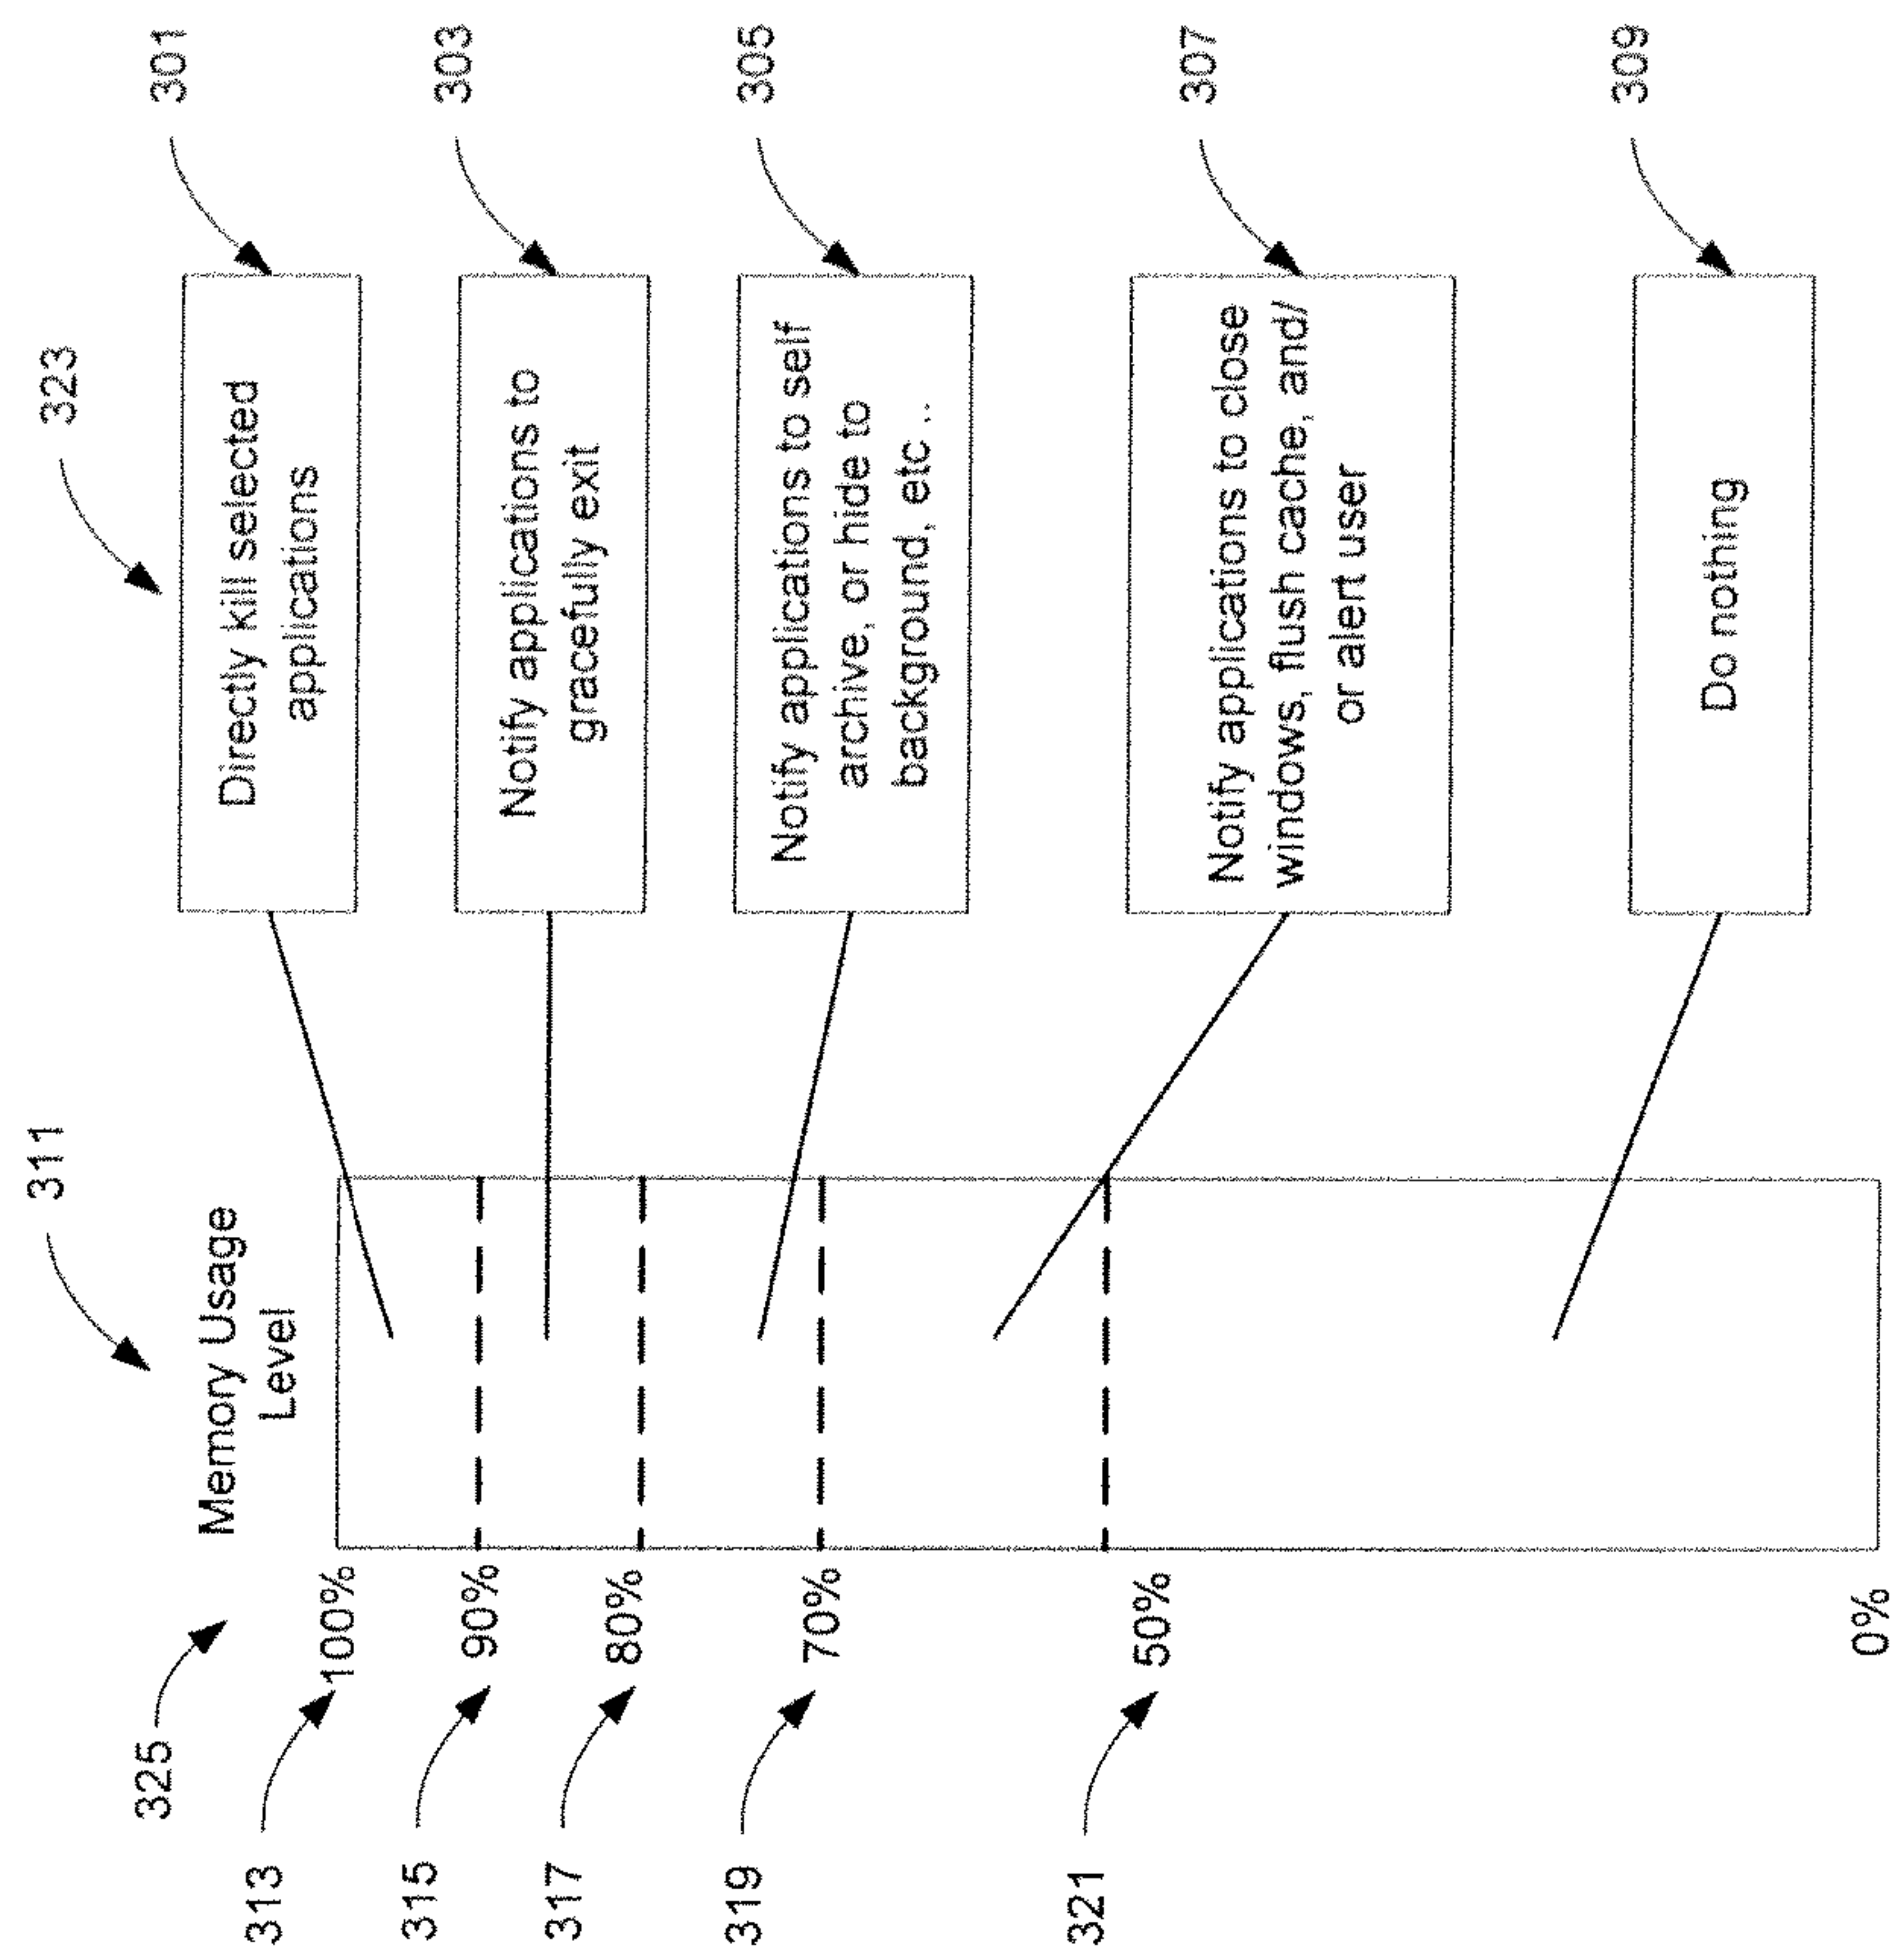 311
323
325
Memory Usage
Level
313
100%
315
90%
317
80%
319
70%
321
50%
0%
Directly kill selected
applications
301
Notify applications to
gracefully exit
303
Notify applications to self
archive, or hide to
background, etc ..
305
Notify applications to close
windows, flush cache, and/
or alert user
307
Do nothing
309